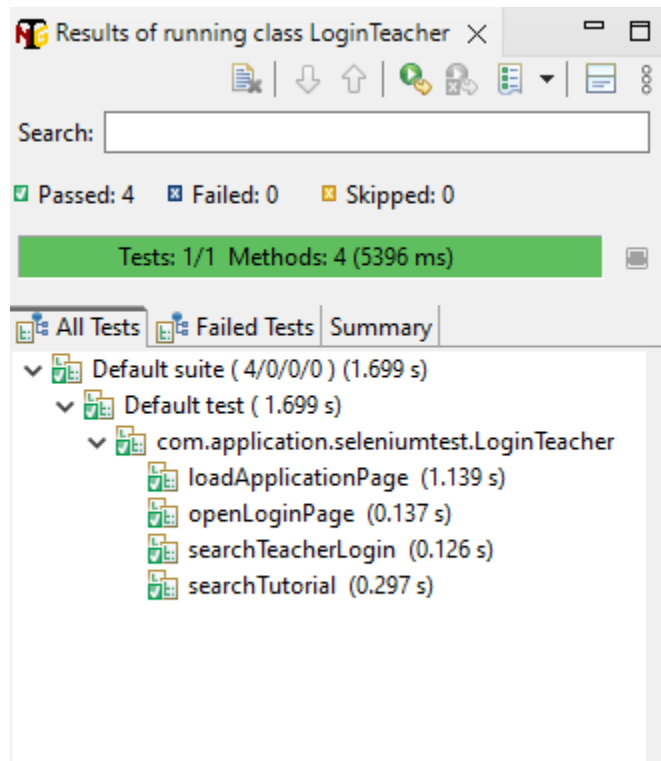 Results of running class LoginTeacher
Search:
Passed: 4 Failed: 0 Skipped: 0
Tests: 1/1 Methods: 4 (5396 ms)
All Tests Failed Tests Summary
Default suite ( 4/0/0/0 ) (1.699 s)
Default test ( 1.699 s)
com.application.seleniumtest.LoginTeacher
loadApplicationPage (1.139 s)
openLoginPage (0.137 s)
searchTeacherLogin (0.126 s)
searchTutorial (0.297 s)